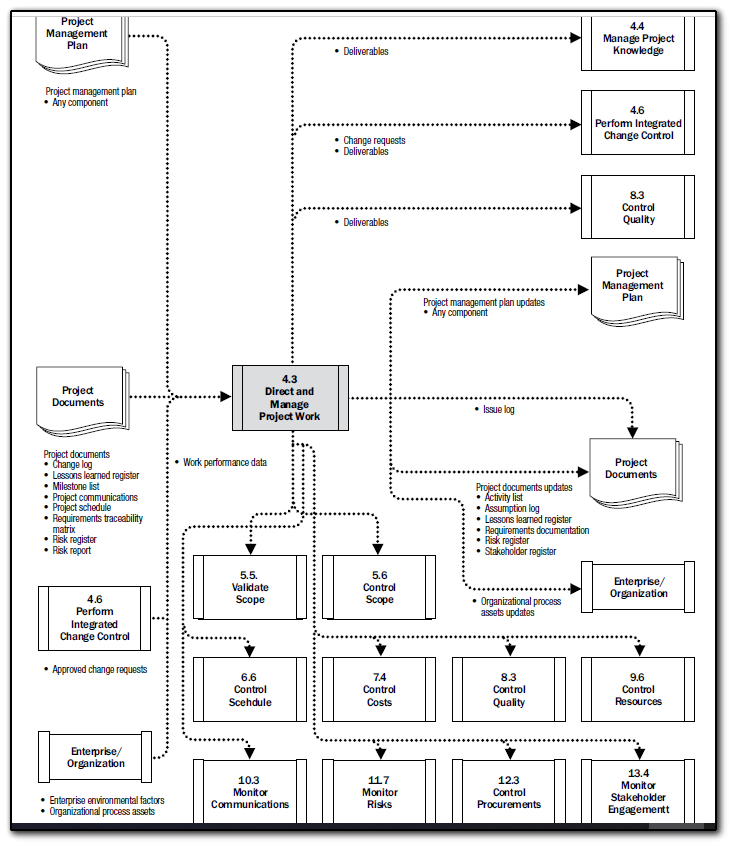 Project
Management
Plan
Project management plan
• Any component
• Deliverables
4.4
Manage Project
Knowledge
• Change requests
• Deliverables
4.6
Perform Integrated
Change Control
• Deliverables
8.3
Control
Quality
Project management plan updates
• Any component
Project
Management
Plan
Project
Documents
Project documents
• Change log
• Lessons learned register
• Milestone list
• Project communications
• Project schedule
• Requirements traceability
matrix
• Risk register
• Risk report
4.3
Direct and
Manage
Project Work
• Work performance data
• Issue log
Project
Documents
Project documents updates
• Activity list
• Assumption log
• Lessons learned register
• Requirements documentation
• Risk register
• Stakeholder register
• Organizational process
assets updates
Enterprise/
Organization
4.6
Perform
Integrated
Change Control
• Approved change requests
5.5.
Validate
Scope
5.6
Control
Scope
6.6
Control
Scehdule
7.4
Control
Costs
8.3
Control
Quality
9.6
Control
Resources
Enterprise/
Organization
• Enterprise environmental factors
• Organizational process assets
10.3
Monitor
Communications
11.7
Monitor
Risks
12.3
Control
Procurements
13.4
Monitor
Stakeholder
Engagementt